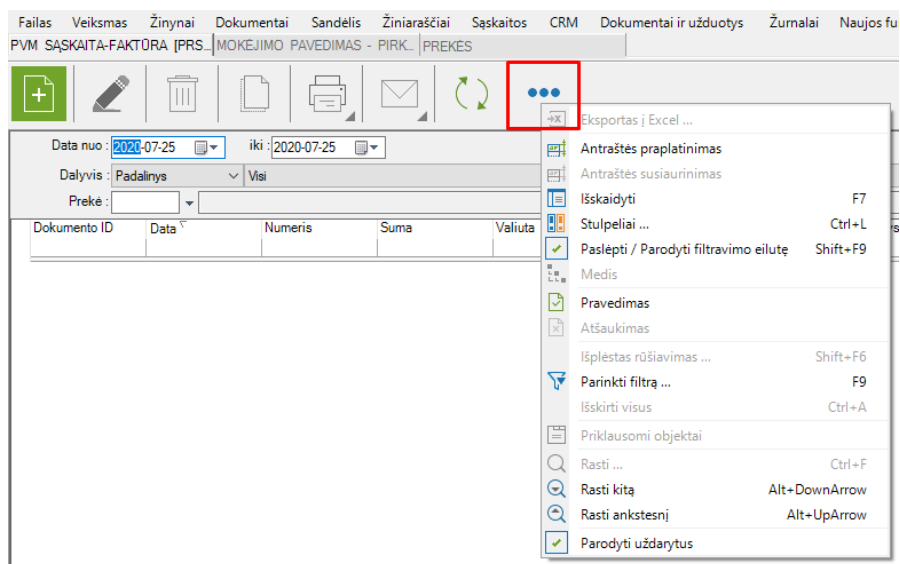 Failas Veiksmas Žinynai Dokumentai Sandėlis Žiniaraščiai Sąskaitos CRM Dokumentai ir užduotys Žurnalai Naujos fu
PVM SĄSKAITA-FAKTŪRA [PRS... MOKĖJIMO PAVEDIMAS - PIRK... PREKĖS
Eksportas į Excel ...
Data nuo : 2020-07-25 iki : 2020-07-25
Antraštės praplatinimas
Dalyvis : Padalinys Visi
Antraštės susiaurinimas
Prekė :
Išskaidyti F7
Dokumento ID Data Numeris Suma Valiuta
Stulpeliai ... Ctrl+L
Paslėpti / Parodyti filtravimo eilutę Shift+F9
Medis
Pravedimas
Atšaukimas
Išplėstas rūšiavimas ... Shift+F6
Parinkti filtrą ... F9
Išskirti visus Ctrl+A
Priklausomi objektai
Rasti ... Ctrl+F
Rasti kitą Alt+DownArrow
Rasti ankstesnį Alt+UpArrow
Parodyti uždarytus